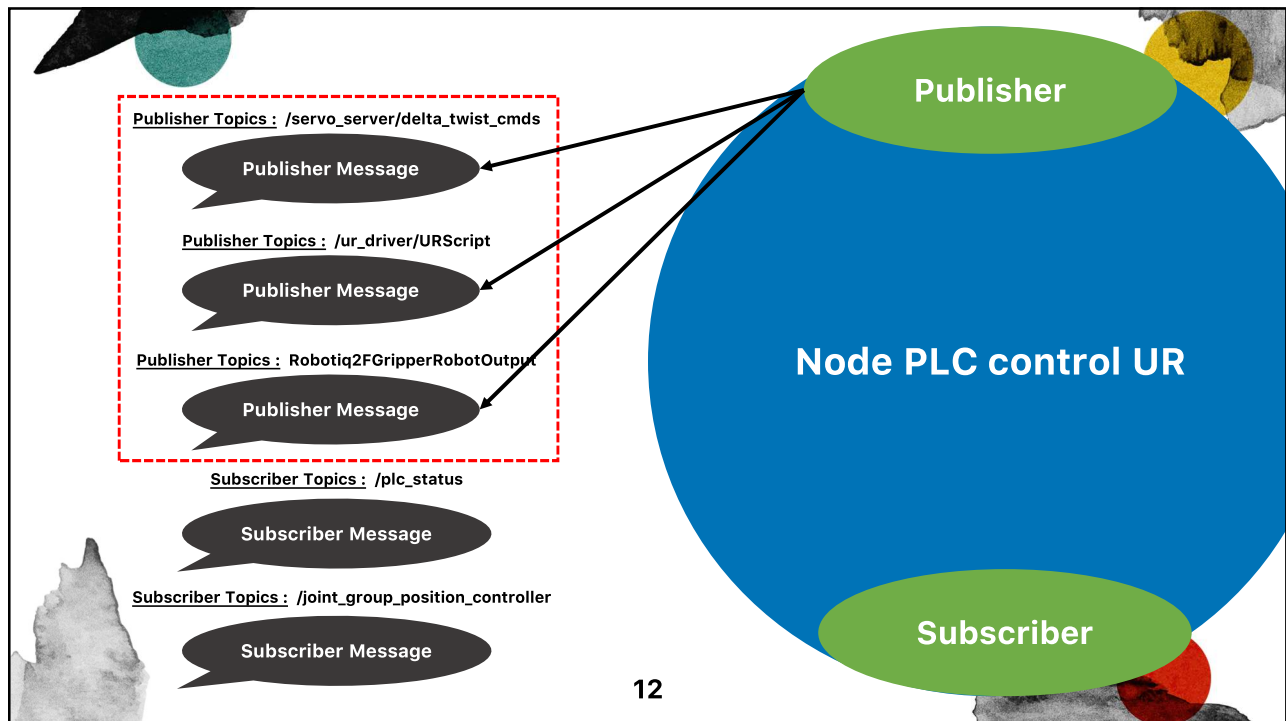 Publisher Topics : /servo_server/delta_twist_cmds
Publisher Message
Publisher Topics : /ur_driver/URScript
Publisher Message
Publisher Topics : Robotiq2FGripperRobotOutput
Publisher Message
Subscriber Topics : /plc_status
Subscriber Message
Subscriber Topics : /joint_group_position_controller
Subscriber Message
Publisher
Node PLC control UR
Subscriber
12